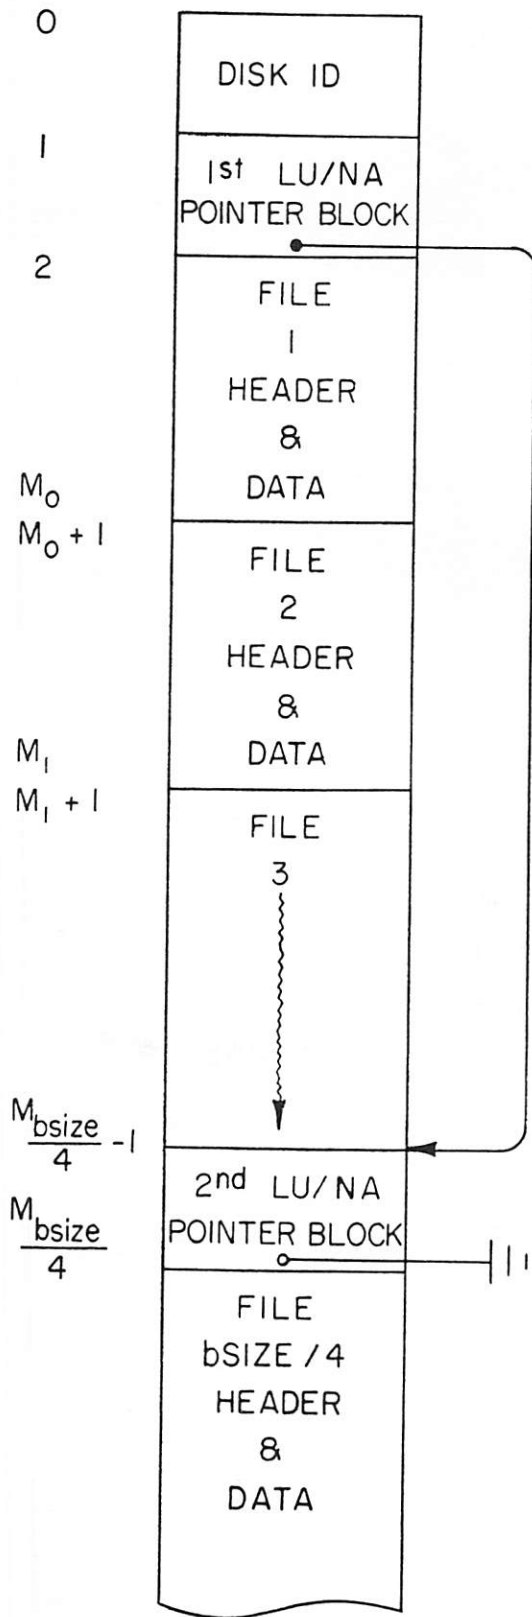 0
DISK ID
1
1st LU/NA
POINTER BLOCK
2
FILE
1
HEADER
&
DATA
M0
M0 + 1
FILE
2
HEADER
&
DATA
M1
M1 + 1
FILE
3
Mbsize/4 -1
2nd LU/NA
POINTER BLOCK
Mbsize/4
FILE
bSIZE /4
HEADER
&
DATA